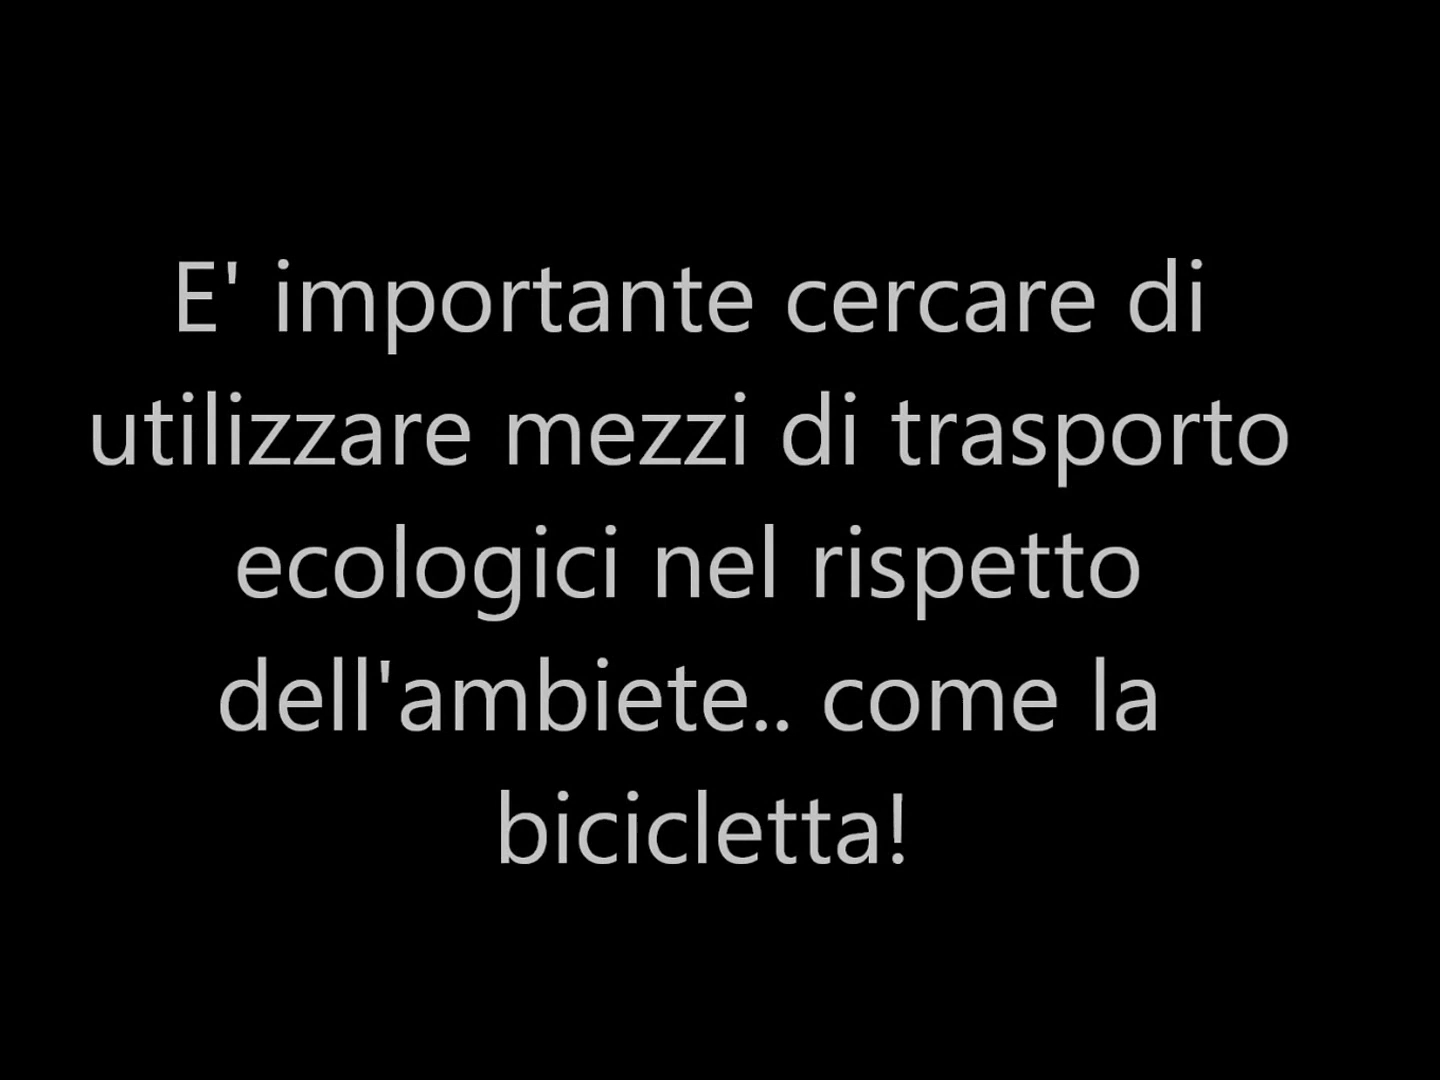 E' importante cercare di
utilizzare mezzi di trasporto
ecologici nel rispetto
dell'ambiete.. come la
bicicletta!